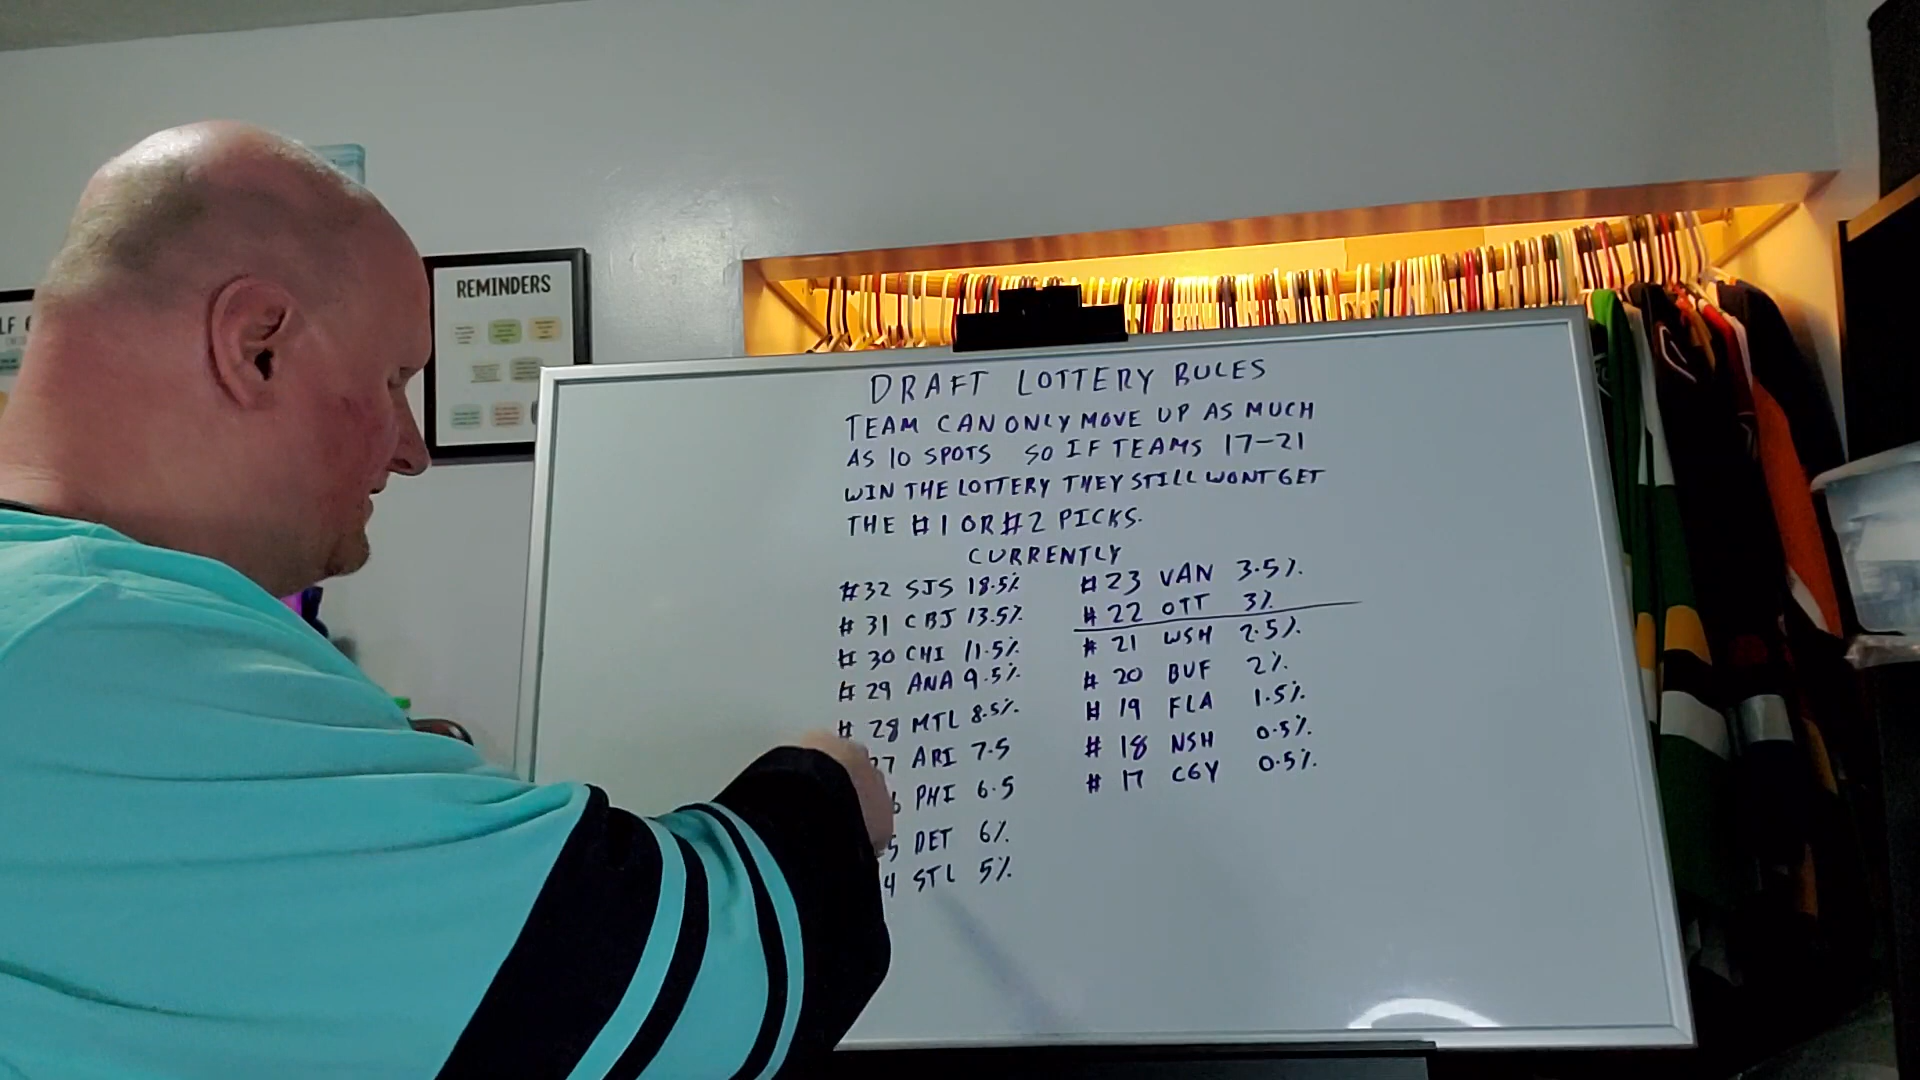 REMINDERS
DRAFT LOTTERY RULES
TEAM CAN ONLY MOVE UP AS MUCH
AS 10 SPOTS SO IF TEAMS 17-21
WIN THE LOTTERY THEY STILL WONT GET
THE #1 OR #2 PICKS.
CURRENTLY
#32 SJS 18.5%
# 31 CBJ 13.5%
# 30 CHI 11.5%
# 29 ANA 9.5%
# 28 MTL 8.5%
27 ARI 7.5
6 PHI 6.5
5 DET 6%
4 STL 5%
#23 VAN 3.5%
# 22 OTT 3%
# 21 WSH 2.5%
# 20 BUF 2%
# 19 FLA 1.5%
# 18 NSH 0.5%
# 17 CGY 0.5%